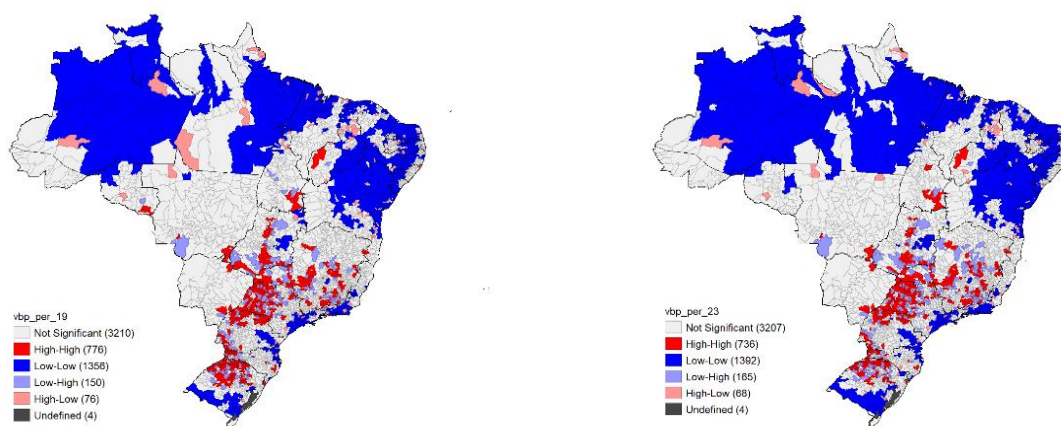 vbp_per_19
Not Significant (3210)
High-High (776)
Low-Low (1356)
Low-High (150)
High-Low (76)
Undefined (4)
vbp_per_23
Not Significant (3207)
High-High (736)
Low-Low (1392)
Low-High (165)
High-Low (68)
Undefined (4)